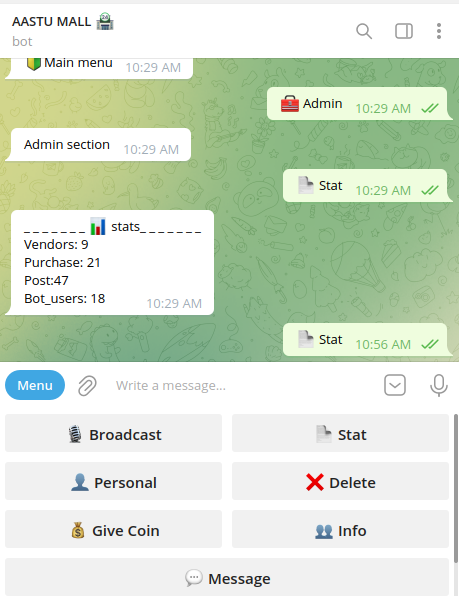 AASTU MALL
bot
Main menu 10:29 AM
Admin 10:29 AM
Admin section 10:29 AM
Stat 10:29 AM
_ _ _ _ _ _ _ stats_ _ _ _ _ _ _
Vendors: 9
Purchase: 21
Post:47
Bot_users: 18 10:29 AM
Stat 10:56 AM
Menu Write a message...
Broadcast Stat
Personal Delete
Give Coin Info
Message